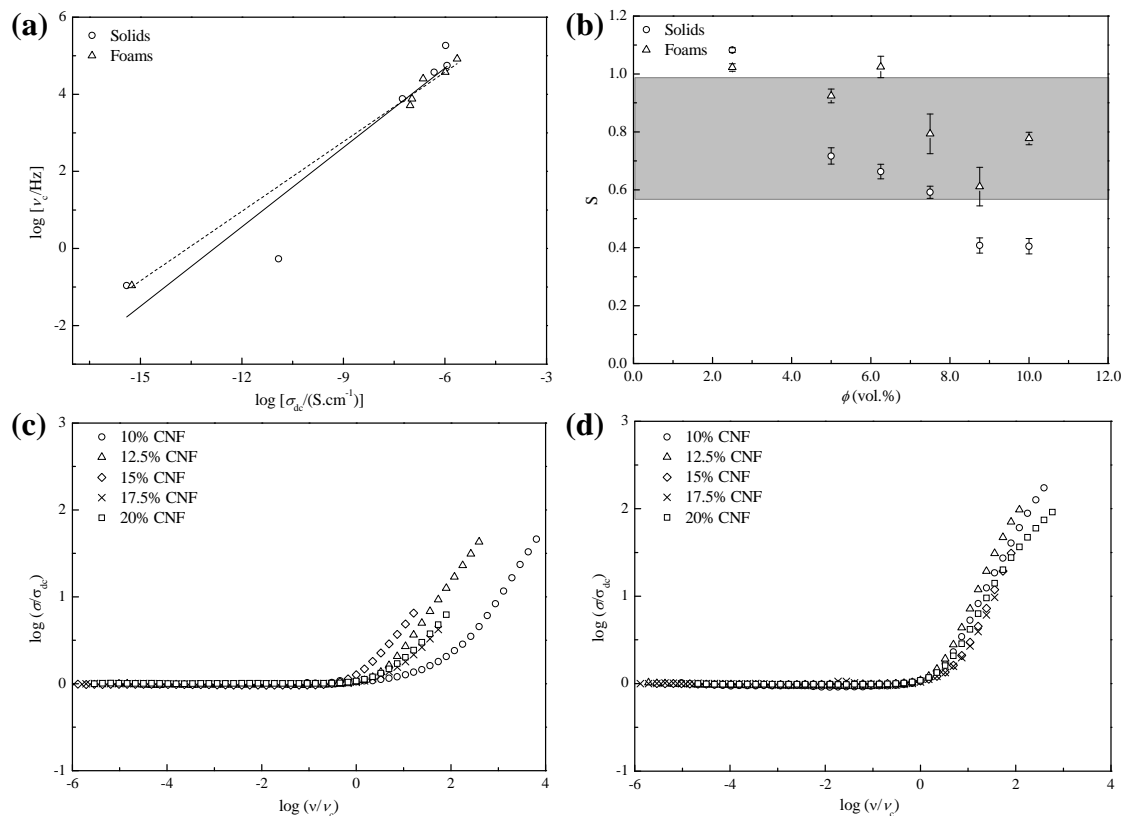 (a)
Solids
Foams
6
4
2
0
-2
-15
-12
-9
-6
-3
log [ν_c/Hz]
log [σ_dc/(S.cm⁻¹)]
(b)
Solids
Foams
1.2
1.0
0.8
0.6
0.4
0.2
0.0
0.0
2.0
4.0
6.0
8.0
10.0
12.0
S
ϕ (vol.%)
(c)
10% CNF
12.5% CNF
15% CNF
17.5% CNF
20% CNF
3
2
1
0
-1
-6
-4
-2
0
2
4
log (σ/σ_dc)
log (ν/ν_c)
(d)
10% CNF
12.5% CNF
15% CNF
17.5% CNF
20% CNF
3
2
1
0
-1
-6
-4
-2
0
2
4
log (σ/σ_dc)
log (ν/ν_c)